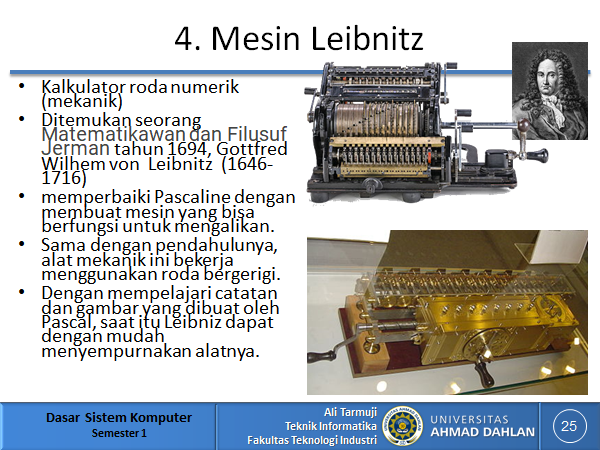 4. Mesin Leibnitz
• Kalkulator roda numerik
(mekanik)
• Ditemukan seorang
Matematikawan dan Filusuf
Jerman tahun 1694, Gottfred
Wilhem von Leibnitz (1646-
1716)
• memperbaiki Pascaline dengan
membuat mesin yang bisa
berfungsi untuk mengalikan.
• Sama dengan pendahulunya,
alat mekanik ini bekerja
menggunakan roda bergerigi.
• Dengan mempelajari catatan
dan gambar yang dibuat oleh
Pascal, saat itu Leibniz dapat
dengan mudah
menyempurnakan alatnya.
Dasar Sistem Komputer
Semester 1
Ali Tarmuji
Teknik Informatika
Fakultas Teknologi Industri
UNIVERSITAS
AHMAD DAHLAN
25